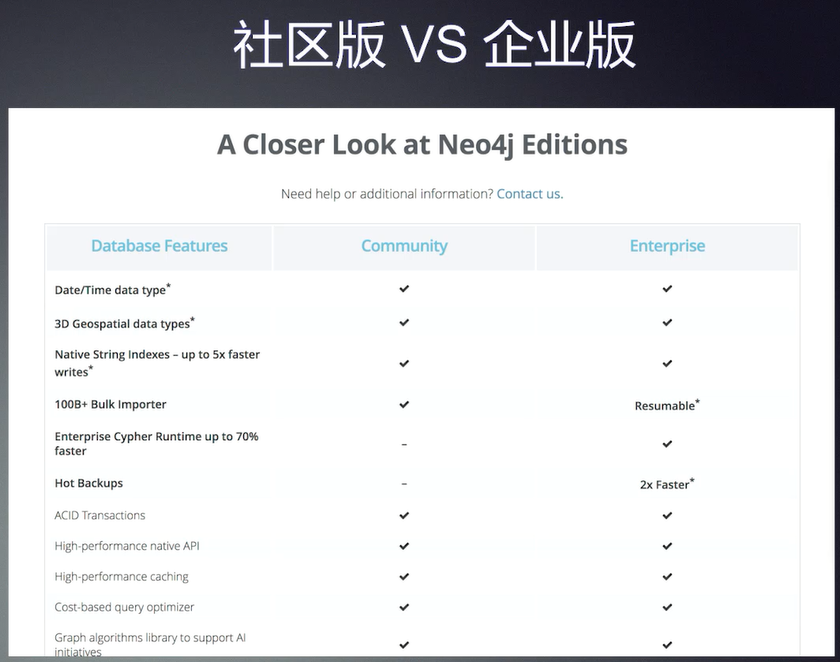 社区版 VS 企业版
A Closer Look at Neo4j Editions
Need help or additional information? Contact us.
Database Features Community Enterprise
Date/Time data type* ✔ ✔
3D Geospatial data types* ✔ ✔
Native String Indexes – up to 5x faster
writes* ✔ ✔
100B+ Bulk Importer ✔ Resumable*
Enterprise Cypher Runtime up to 70%
faster – ✔
Hot Backups – 2x Faster*
ACID Transactions ✔ ✔
High-performance native API ✔ ✔
High-performance caching ✔ ✔
Cost-based query optimizer ✔ ✔
Graph algorithms library to support AI
initiatives ✔ ✔